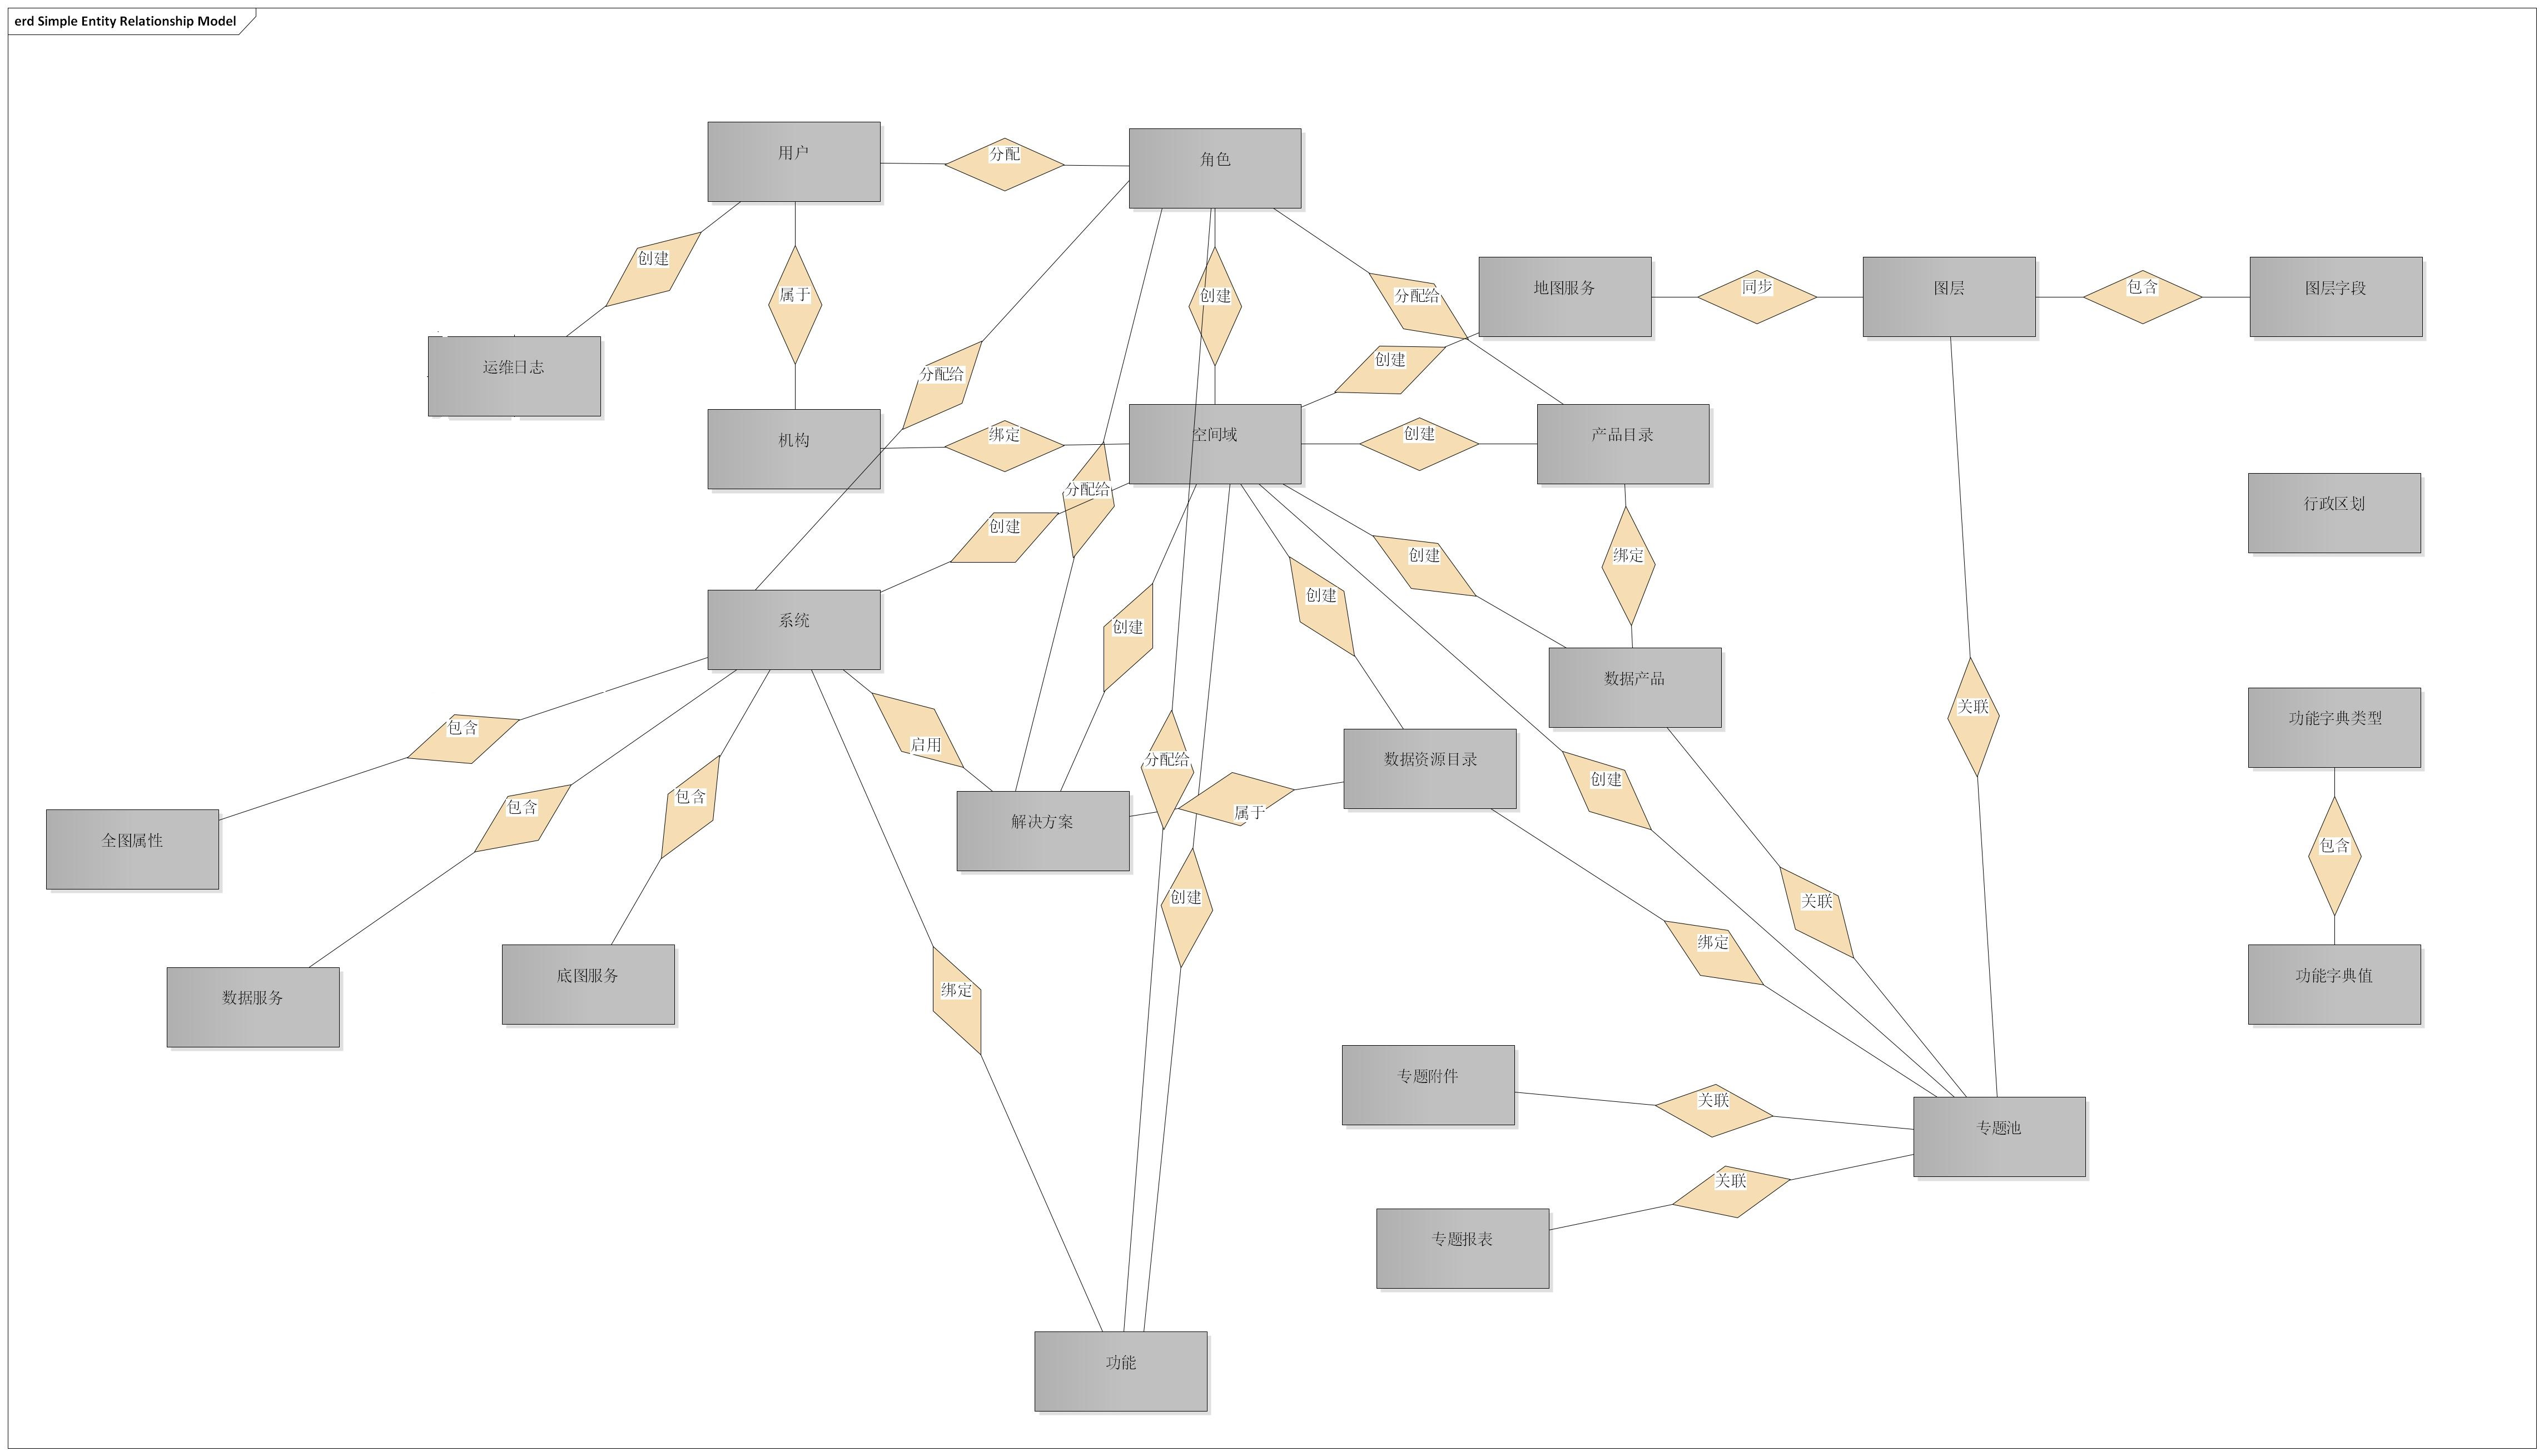 erd Simple Entity Relationship Model
用户
分配
角色
创建
属于
创建
分配给
地图服务
同步
图层
包含
图层字段
运维日志
分配给
创建
机构
绑定
空间域
创建
产品目录
分配给
行政区划
创建
创建
绑定
系统
创建
创建
数据产品
包含
启用
关联
功能字典类型
包含
包含
分配给
数据资源目录
创建
全图属性
解决方案
属于
包含
创建
关联
数据服务
底图服务
绑定
绑定
功能字典值
专题附件
关联
专题池
关联
专题报表
功能